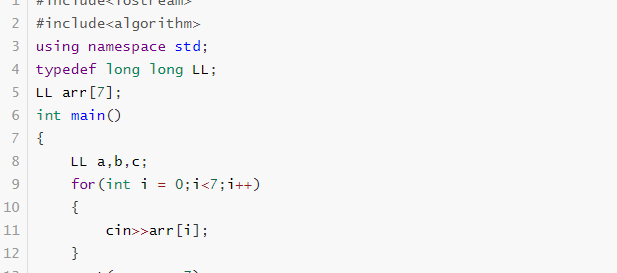 1 #include<iostream>
2 #include<algorithm>
3 using namespace std;
4 typedef long long LL;
5 LL arr[7];
6 int main()
7 {
8 LL a,b,c;
9 for(int i = 0;i<7;i++)
10 {
11 cin>>arr[i];
12 }